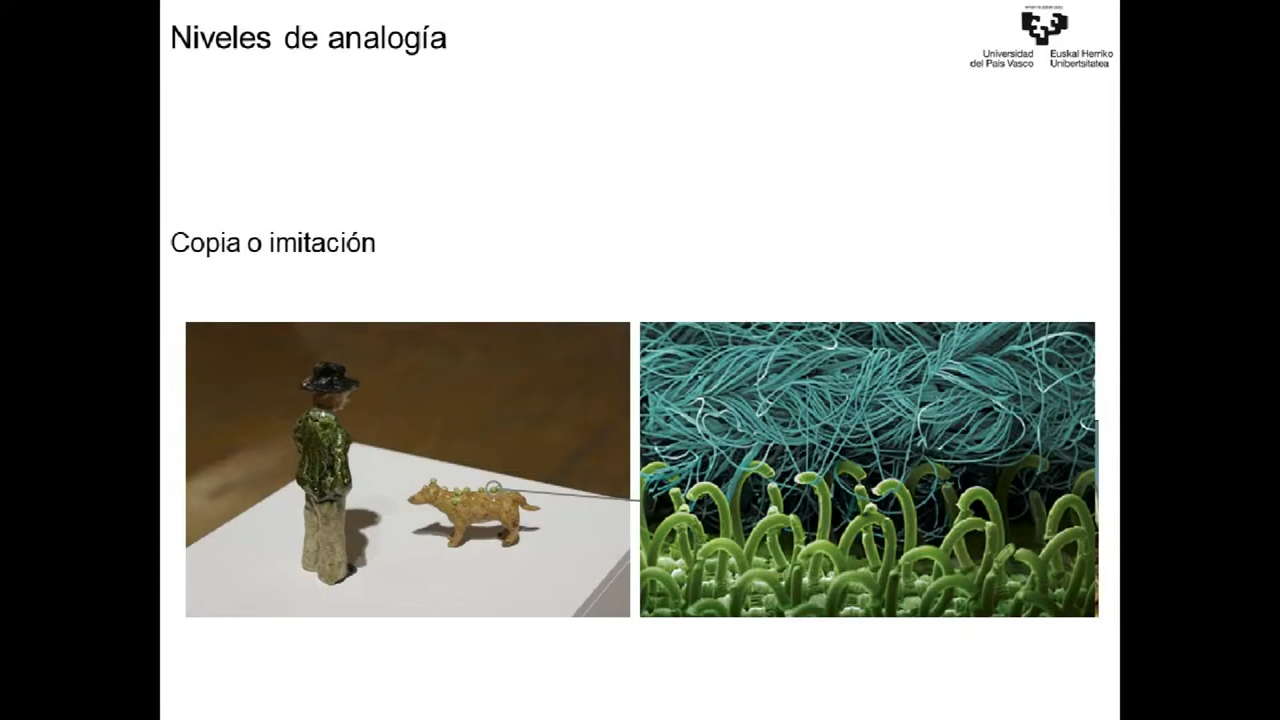 Niveles de analogía
Universidad
del País Vasco
Euskal Herriko
Unibertsitatea
Copia o imitación